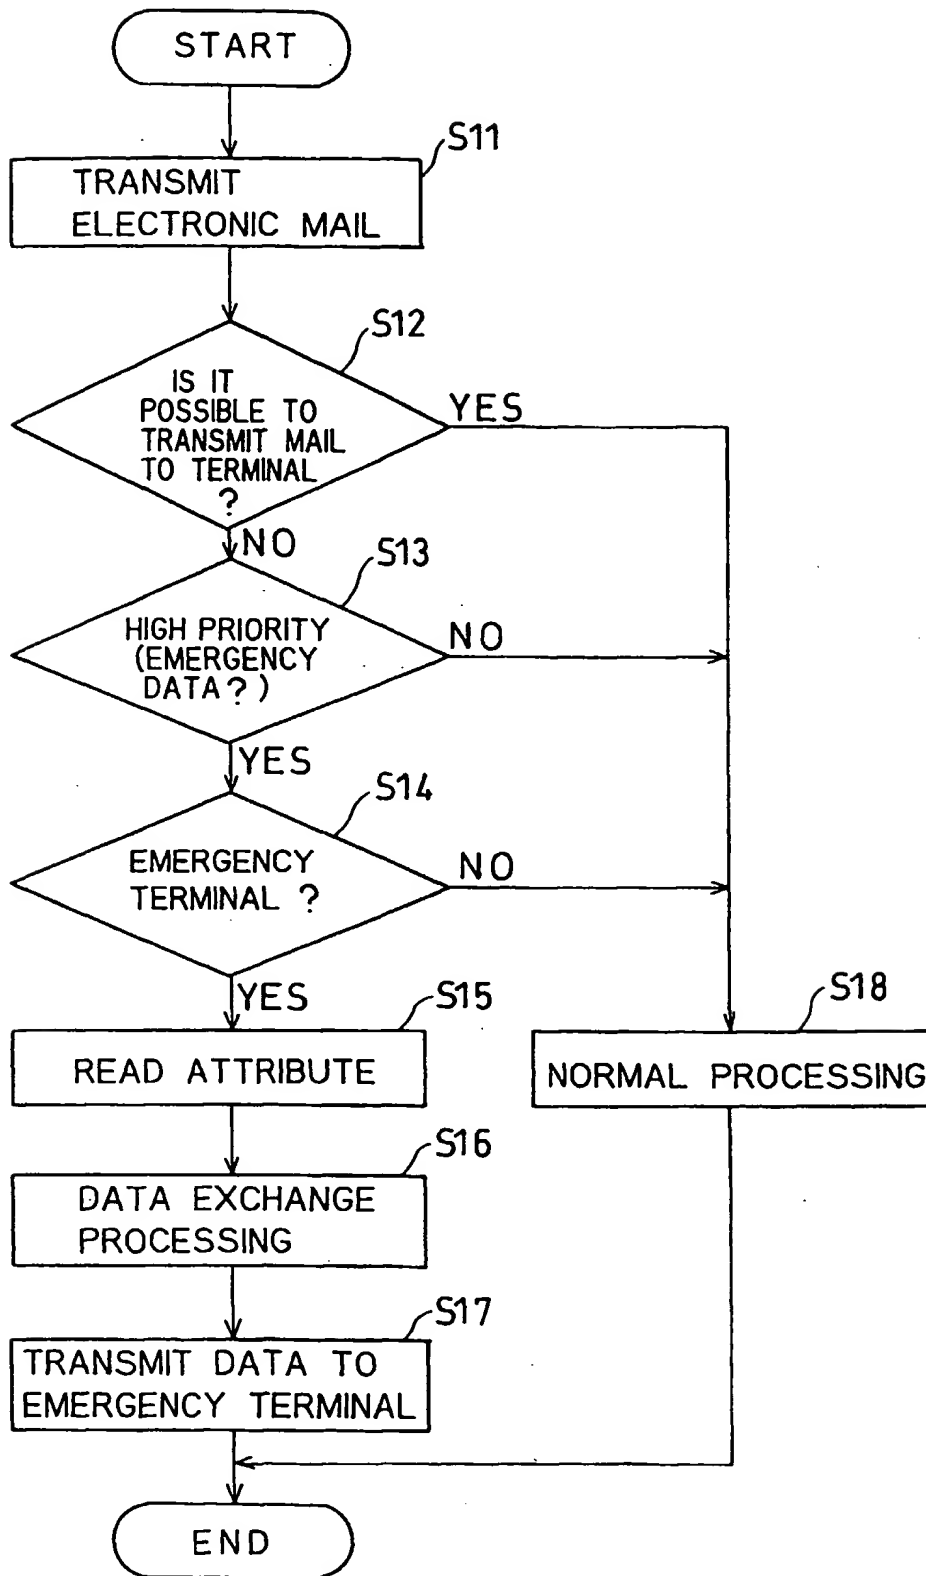 START
S11
TRANSMIT
ELECTRONIC MAIL
S12
IS IT
POSSIBLE TO
TRANSMIT MAIL
TO TERMINAL
?
YES
NO
S13
HIGH PRIORITY
(EMERGENCY
DATA?)
NO
YES
S14
EMERGENCY
TERMINAL ?
NO
YES
S15
READ ATTRIBUTE
S18
NORMAL PROCESSING
S16
DATA EXCHANGE
PROCESSING
S17
TRANSMIT DATA TO
EMERGENCY TERMINAL
END